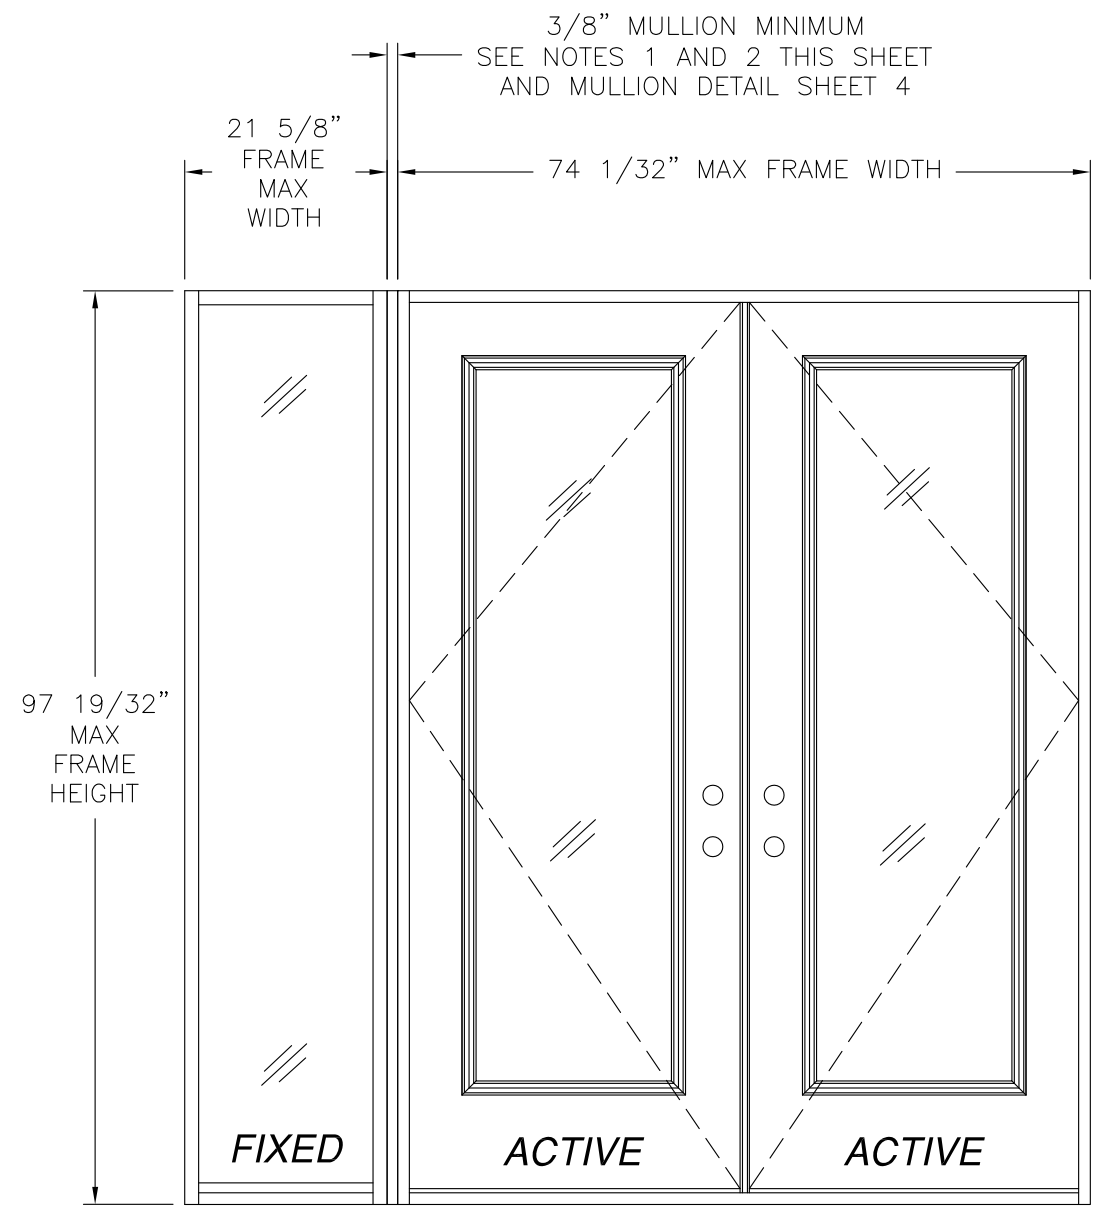 3/8” MULLION MINIMUM
SEE NOTES 1 AND 2 THIS SHEET
AND MULLION DETAIL SHEET 4
21 5/8”
FRAME
MAX
WIDTH
74 1/32” MAX FRAME WIDTH
97 19/32”
MAX
FRAME
HEIGHT
FIXED
ACTIVE
ACTIVE